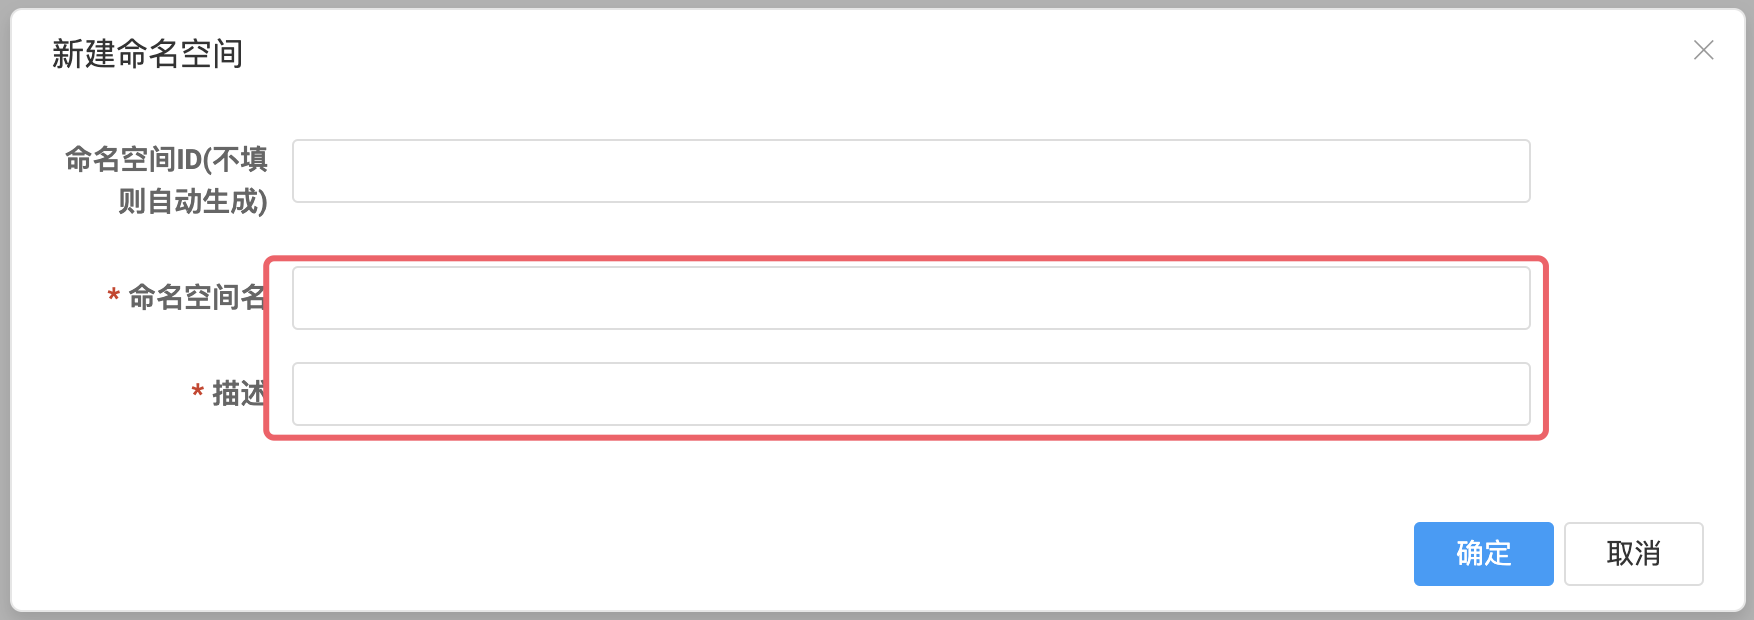 新建命名空间
命名空间ID(不填
则自动生成)
* 命名空间名
* 描述
确定
取消